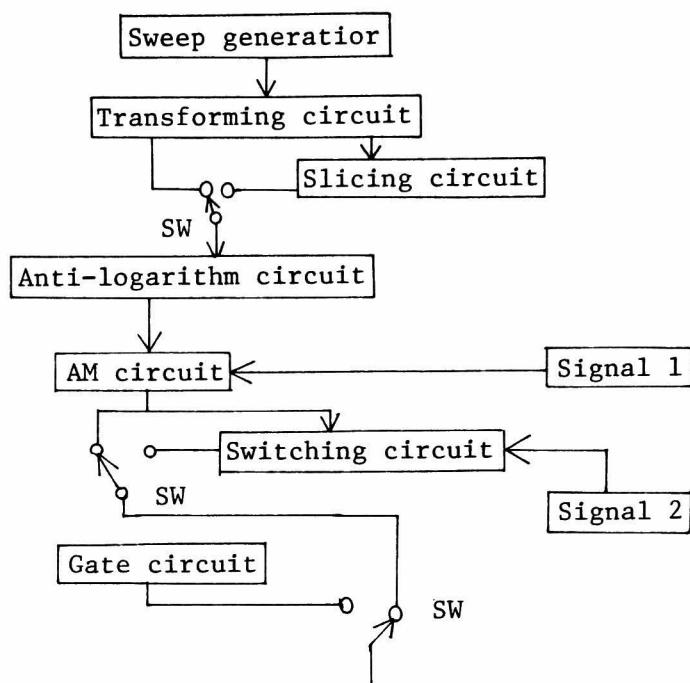 Sweep generatior
Transforming circuit
Slicing circuit
SW
Anti-logarithm circuit
AM circuit
Signal 1
Switching circuit
SW
Signal 2
Gate circuit
SW